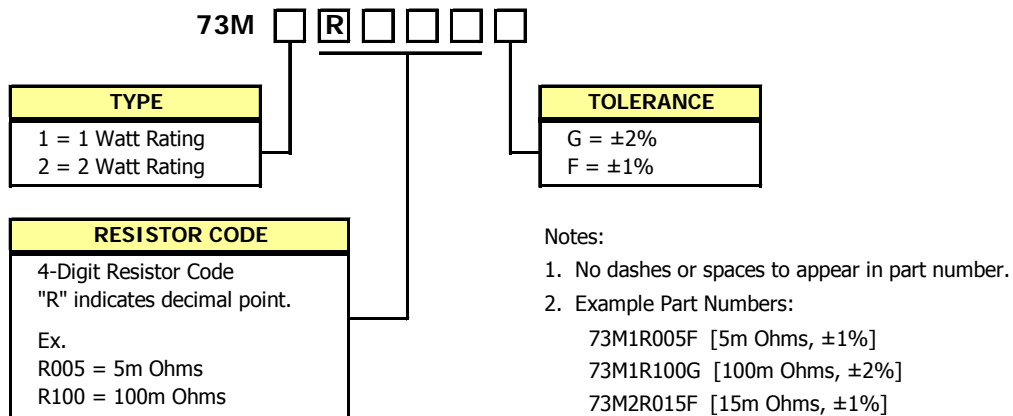 73M R
TYPE
1 = 1 Watt Rating
2 = 2 Watt Rating
TOLERANCE
G = ±2%
F = ±1%
RESISTOR CODE
4-Digit Resistor Code
"R" indicates decimal point.
Ex.
R005 = 5m Ohms
R100 = 100m Ohms
Notes:
1. No dashes or spaces to appear in part number.
2. Example Part Numbers:
73M1R005F [5m Ohms, ±1%]
73M1R100G [100m Ohms, ±2%]
73M2R015F [15m Ohms, ±1%]